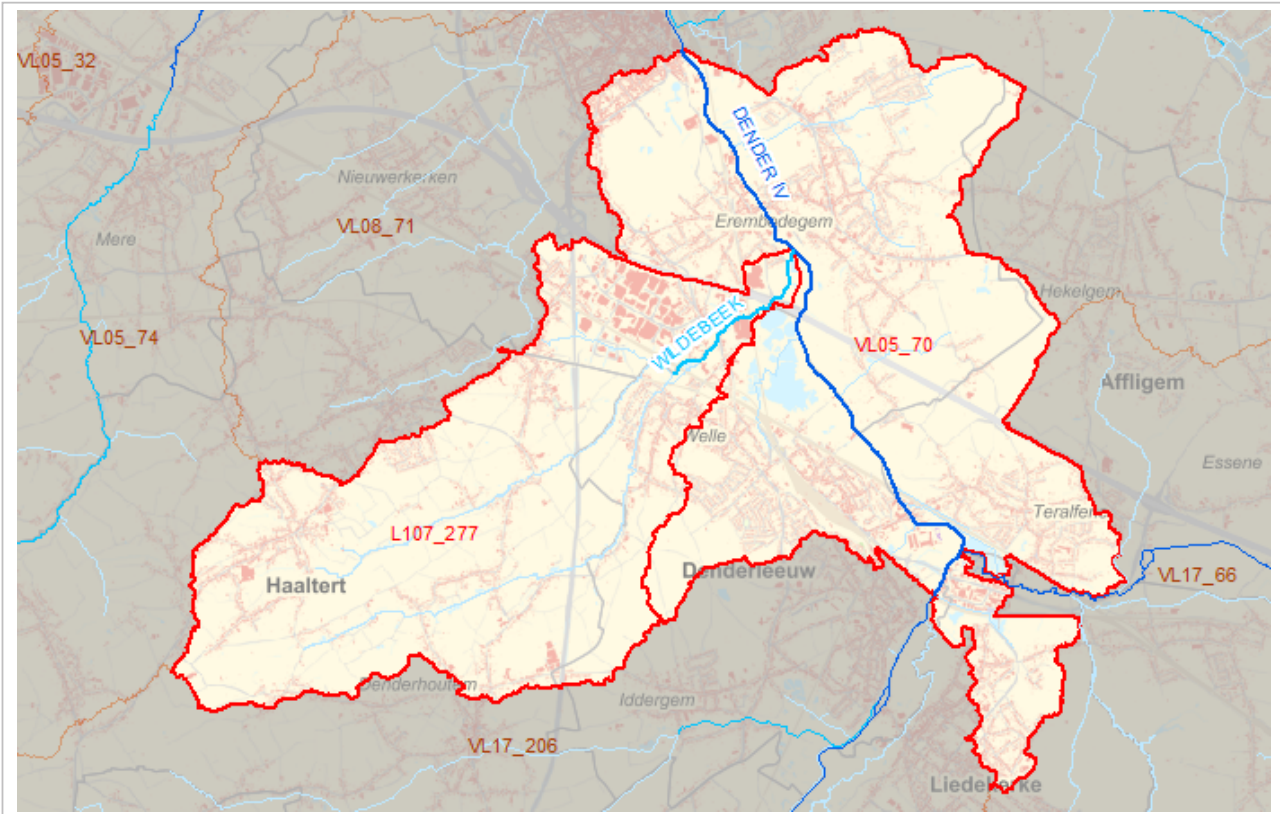 VL05_32
DENDER IV
Nieuwerkerken
Erembodegem
VL08_71
Mere
Hekelgem
WILDEBEEK
VL05_74
VL05_70
Affligem
Welle
Essene
Teralfene
L107_277
Denderleeuw
VL17_66
Haaltert
Denderhoutem
Iddergem
VL17_206
Liedekerke